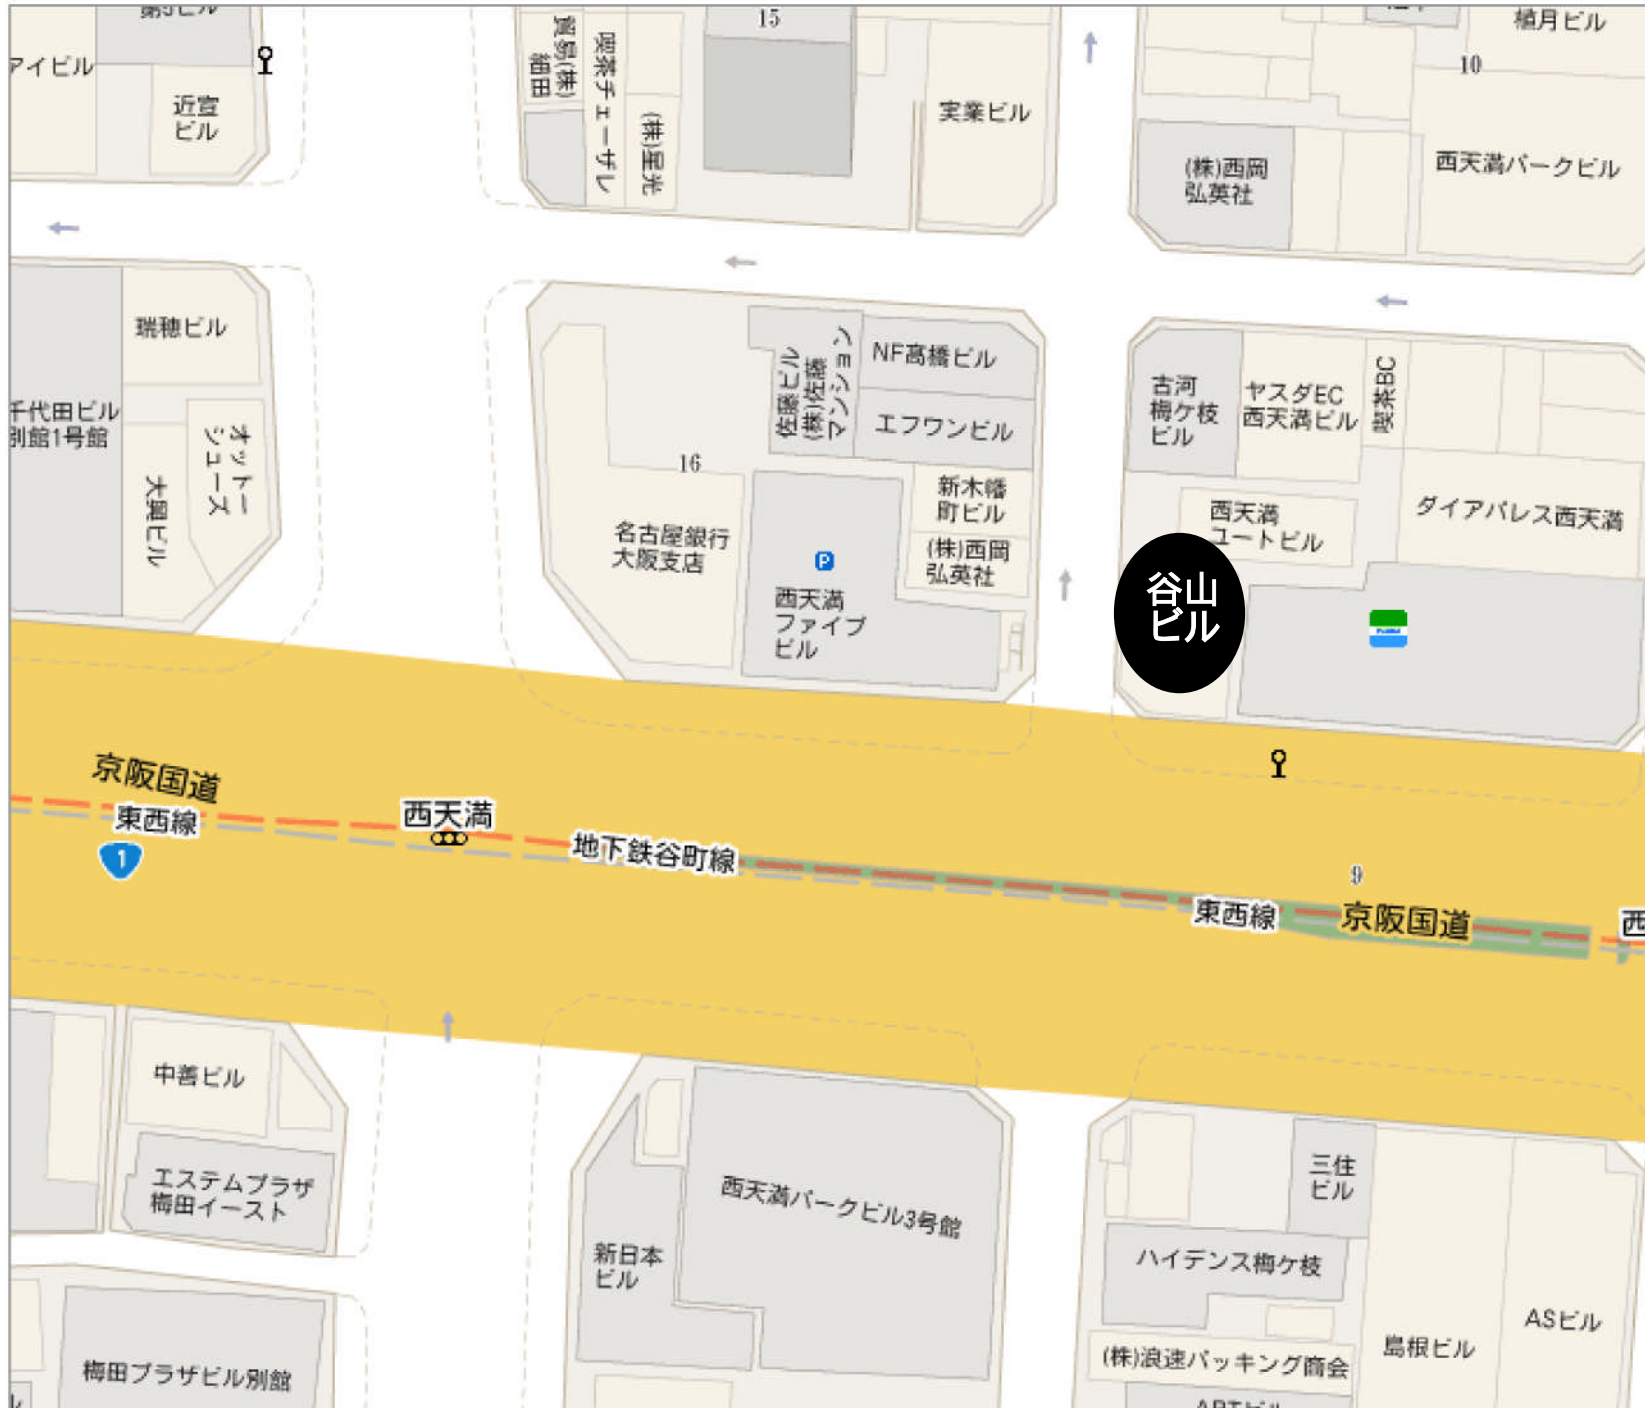 第5ビル
アイビル
近宣
ビル
貿易(株)
細田
喫茶チェーザレ
(株)星光
15
実業ビル
植月ビル
10
(株)西岡
弘英社
西天満パークビル
瑞穂ビル
千代田ビル
別館1号館
オットー
シューズ
大興ビル
佐藤ビル
(株)佐藤
マンション
NF髙橋ビル
エフワンビル
16
新木幡
町ビル
(株)西岡
弘英社
名古屋銀行
大阪支店
P
西天満
ファイブ
ビル
古河
梅ケ枝
ビル
ヤスダEC
西天満ビル
喫茶BC
西天満
ユートビル
ダイアパレス西天満
谷山
ビル
京阪国道
東西線
1
西天満
地下鉄谷町線
9
東西線
京阪国道
西
中善ビル
エステムプラザ
梅田イースト
梅田プラザビル別館
ル
新日本
ビル
西天満パークビル3号館
三住
ビル
ハイデンス梅ケ枝
(株)浪速パッキング商会
島根ビル
ASビル